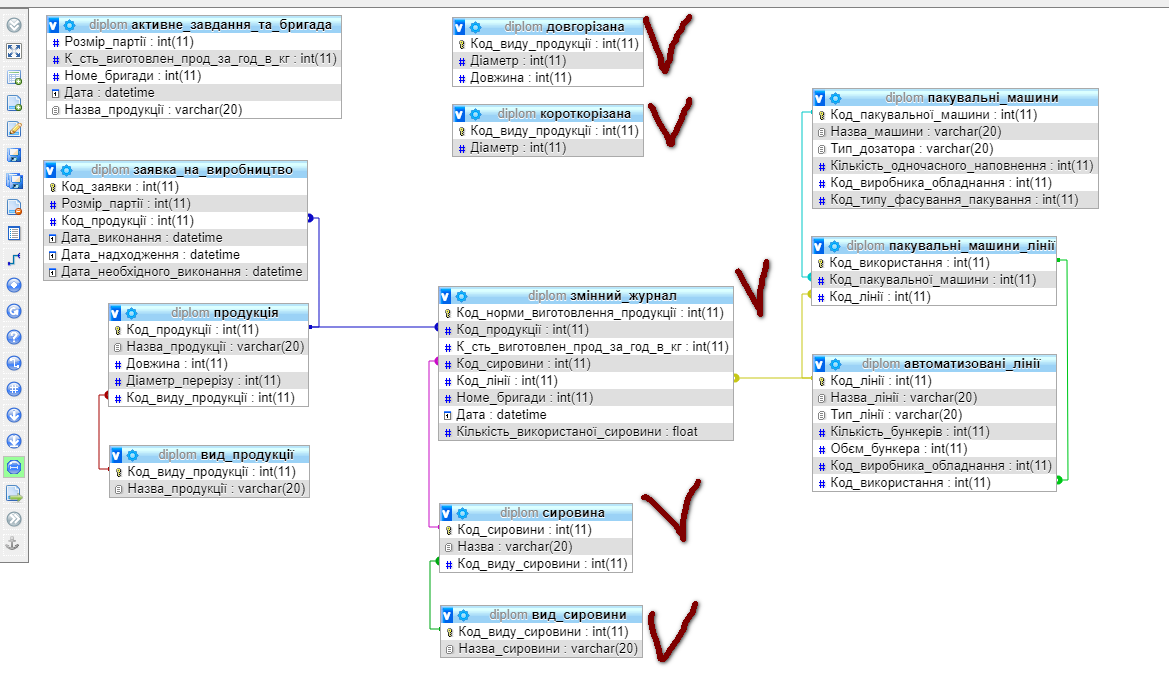 diplom активне_завдання_та_бригада
Розмір_партії : int(11)
К_сть_виготовлен_прод_за_год_в_кг : int(11)
Номе_бригади : int(11)
Дата : datetime
Назва_продукції : varchar(20)
diplom заявка_на_виробництво
Код_заявки : int(11)
Розмір_партії : int(11)
Код_продукції : int(11)
Дата_виконання : datetime
Дата_надходження : datetime
Дата_необхідного_виконання : datetime
diplom продукція
Код_продукції : int(11)
Назва_продукції : varchar(20)
Довжина : int(11)
Діаметр_перерізу : int(11)
Код_виду_продукції : int(11)
diplom вид_продукції
Код_виду_продукції : int(11)
Назва_продукції : varchar(20)
diplom довгорізана
Код_виду_продукції : int(11)
Діаметр : int(11)
Довжина : int(11)
diplom короткорізана
Код_виду_продукції : int(11)
Діаметр : int(11)
diplom змінний_журнал
Код_норми_виготовлення_продукції : int(11)
Код_продукції : int(11)
К_сть_виготовлен_прод_за_год_в_кг : int(11)
Код_сировини : int(11)
Код_лінії : int(11)
Номе_бригади : int(11)
Дата : datetime
Кількість_використаної_сировини : float
diplom сировина
Код_сировини : int(11)
Назва : varchar(20)
Код_виду_сировини : int(11)
diplom вид_сировини
Код_виду_сировини : int(11)
Назва_сировини : varchar(20)
diplom пакувальні_машини
Код_пакувальної_машини : int(11)
Назва_машини : varchar(20)
Тип_дозатора : varchar(20)
Кількість_одночасного_наповнення : int(11)
Код_виробника_обладнання : int(11)
Код_типу_фасування_пакування : int(11)
diplom пакувальні_машини_лінії
Код_використання : int(11)
Код_пакувальної_машини : int(11)
Код_лінії : int(11)
diplom автоматизовані_лінії
Код_лінії : int(11)
Назва_лінії : varchar(20)
Тип_лінії : varchar(20)
Кількість_бункерів : int(11)
Обєм_бункера : int(11)
Код_виробника_обладнання : int(11)
Код_використання : int(11)